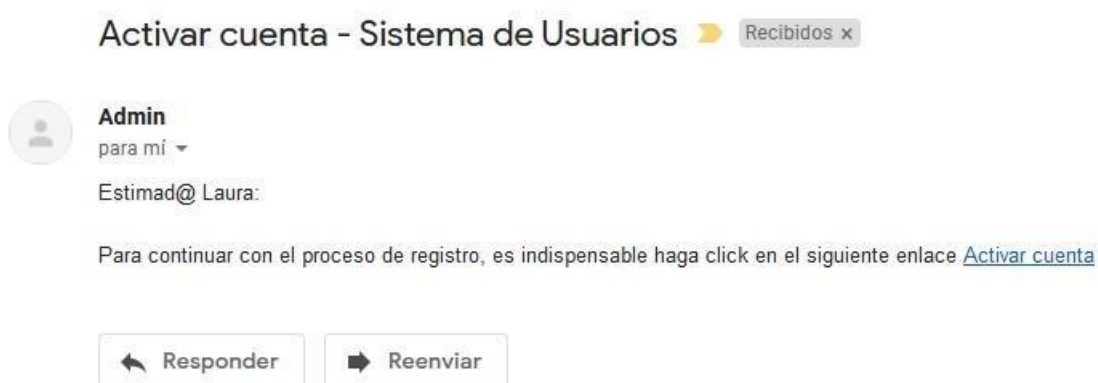 Activar cuenta - Sistema de Usuarios Recibidos x
Admin
para mí
Estimad@ Laura:
Para continuar con el proceso de registro, es indispensable haga click en el siguiente enlace Activar cuenta
Responder Reenviar